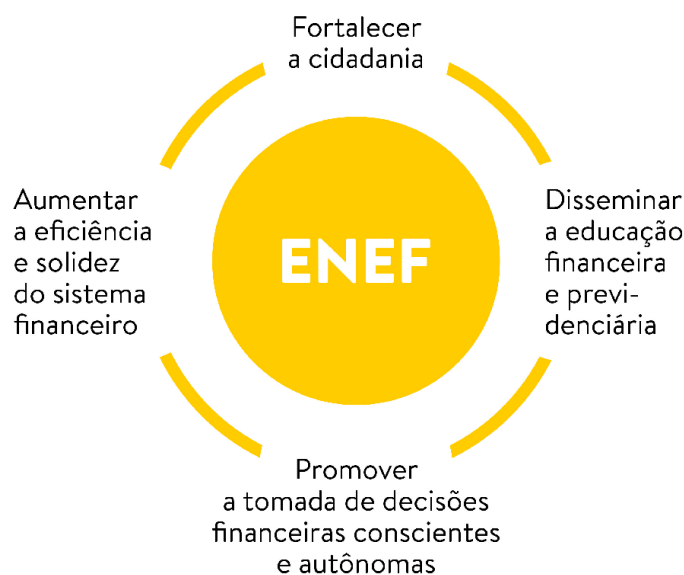 Fortalecer
a cidadania
Aumentar
a eficiência
e solidez
do sistema
financeiro
ENEF
Disseminar
a educação
financeira
e previ-
denciária
Promover
a tomada de decisões
financeiras conscientes
e autônomas